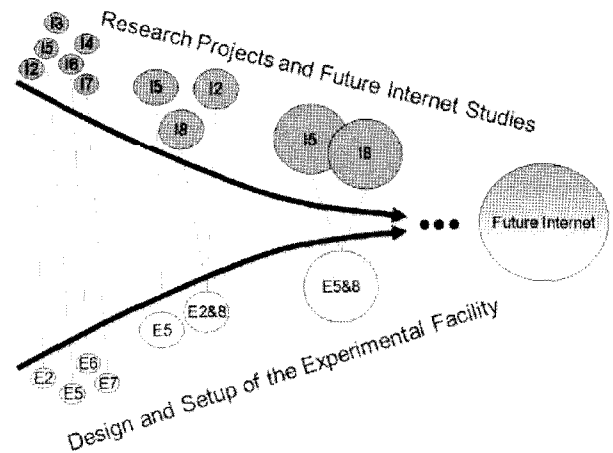 Research Projects and Future Internet Studies
I3
I5
I4
I2
I6
I7
I5
I2
I8
I5
I8
Future Internet
E5&8
E2&8
E5
E6
E2
E5
E7
Design and Setup of the Experimental Facility